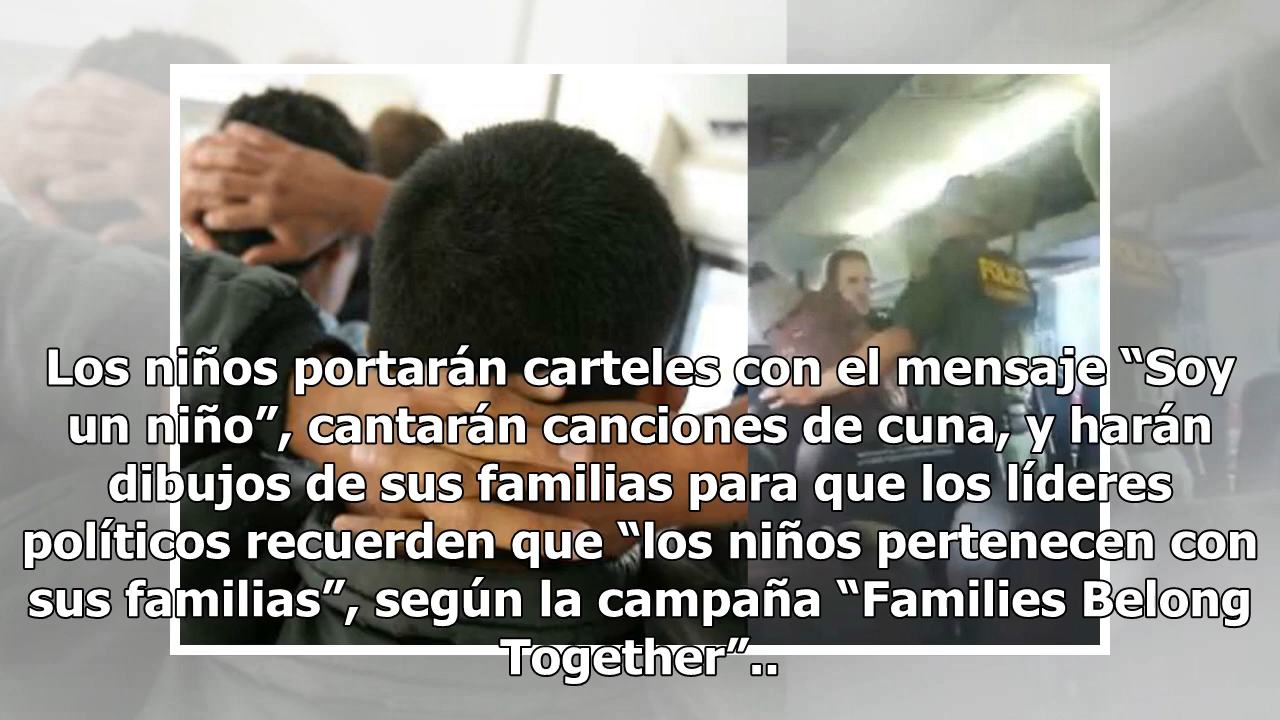 POLICE
Los niños portarán carteles con el mensaje “Soy
un niño”, cantarán canciones de cuna, y harán
dibujos de sus familias para que los líderes
políticos recuerden que “los niños pertenecen con
sus familias”, según la campaña “Families Belong
Together”..